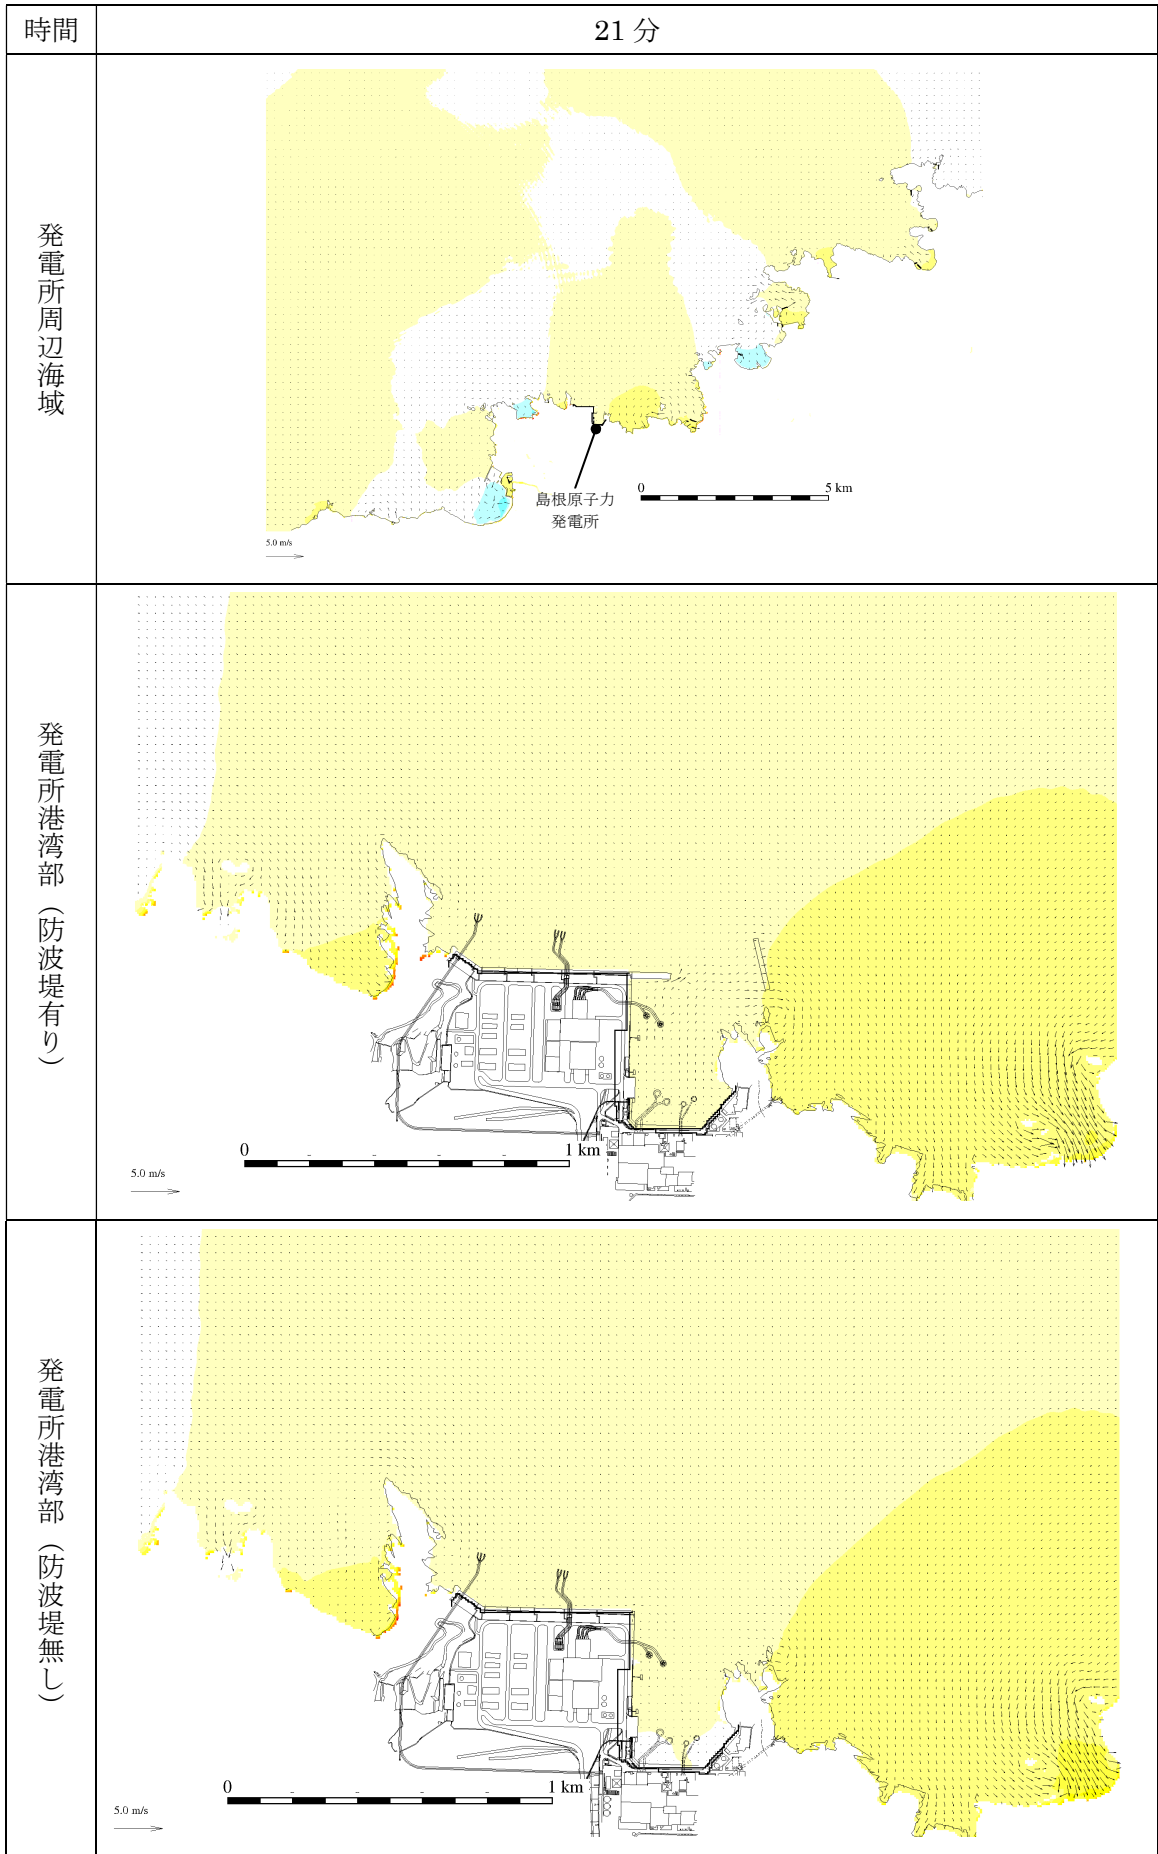 時間
21 分
発電所周辺海域
島根原子力
発電所
0
5 km
5.0 m/s
発電所港湾部（防波堤有り）
0
1 km
5.0 m/s
発電所港湾部（防波堤無し）
0
1 km
5.0 m/s